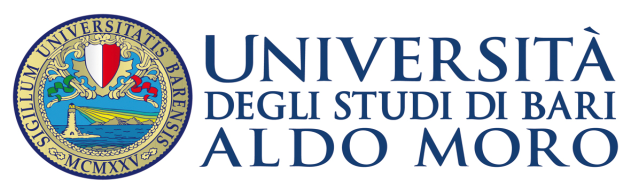 SIGILLUM UNIVERSITATIS BARENSIS
MCMXXV
UNIVERSITÀ
DEGLI STUDI DI BARI
ALDO MORO